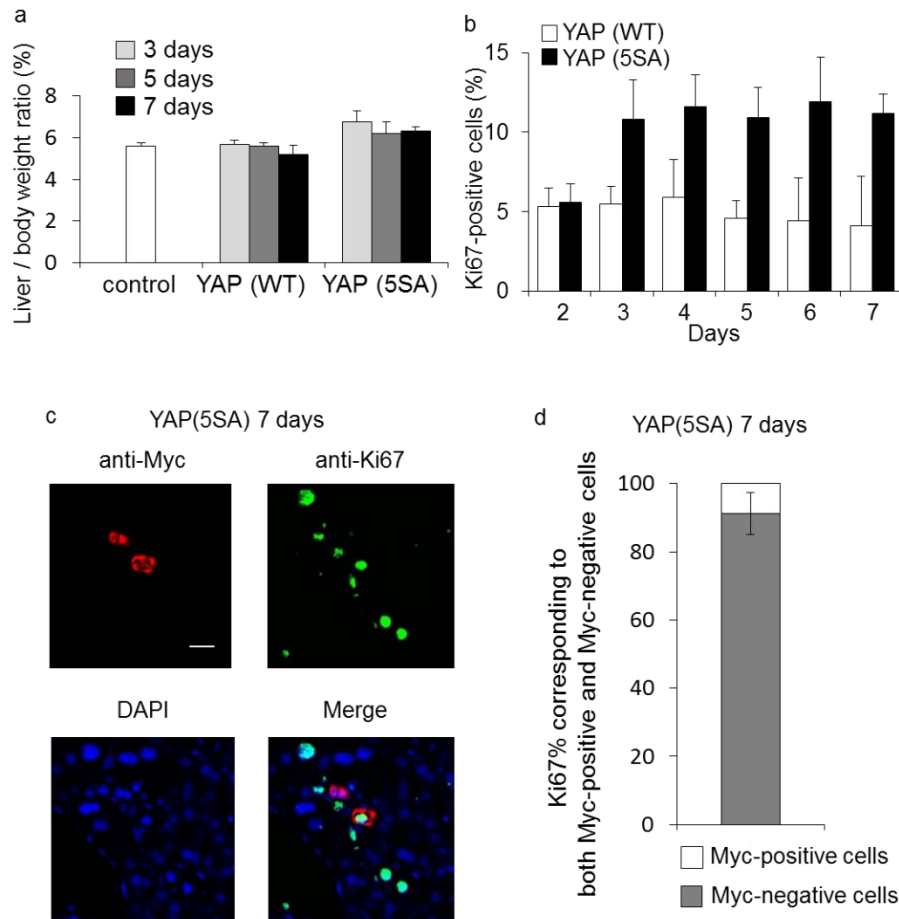 a
Liver / body weight ratio (%)
3 days
5 days
7 days
8
6
4
2
0
control
YAP (WT)
YAP (5SA)
b
Ki67-positive cells (%)
YAP (WT)
YAP (5SA)
15
10
5
0
2 3 4 5 6 7
Days
c
YAP(5SA) 7 days
anti-Myc
anti-Ki67
DAPI
Merge
d
YAP(5SA) 7 days
Ki67% corresponding to
both Myc-positive and Myc-negative cells
100
80
60
40
20
0
Myc-positive cells
Myc-negative cells